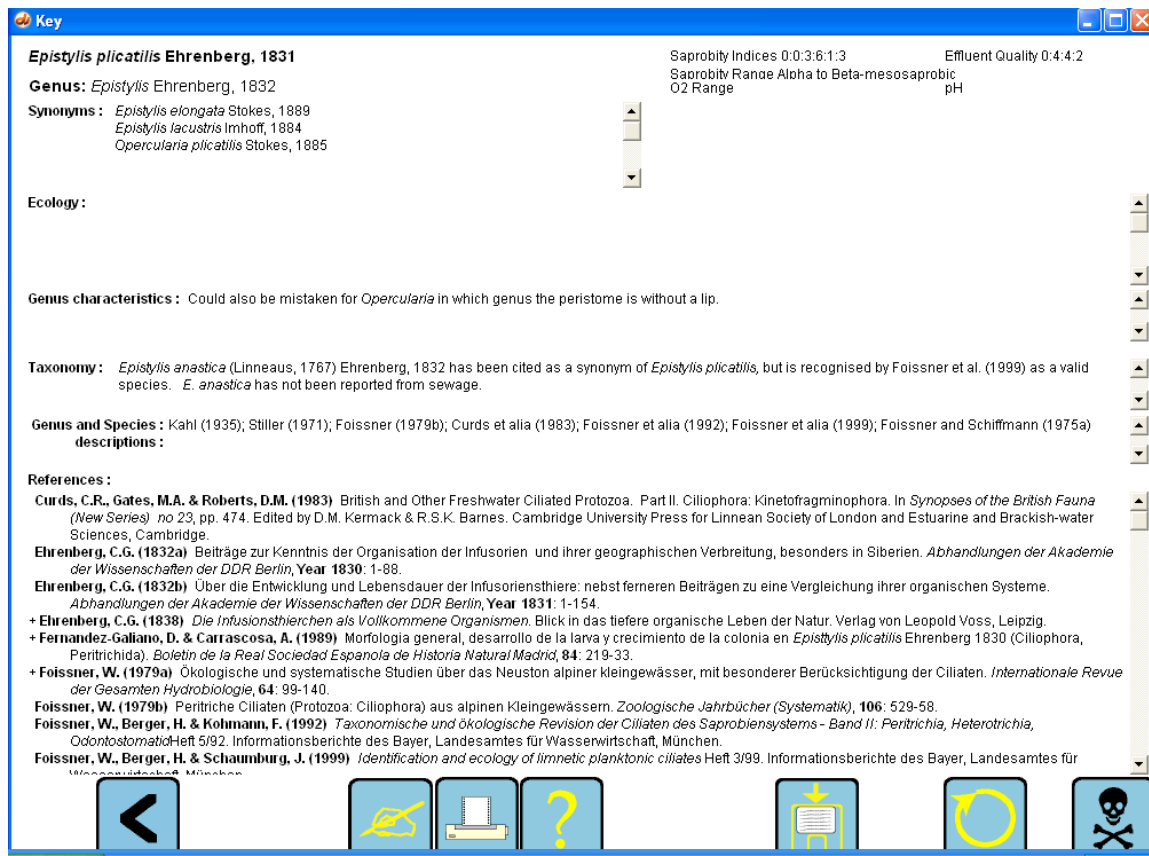 Key
Epistylis plicatilis Ehrenberg, 1831
Saprobity Indices 0:0:3:6:1:3
Effluent Quality 0:4:4:2
Saprobity Range Alpha to Beta-mesosaprobic
Genus: Epistylis Ehrenberg, 1832
O2 Range
pH
Synonyms : Epistylis elongata Stokes, 1889
Epistylis lacustris Imhoff, 1884
Opercularia plicatilis Stokes, 1885
Ecology :
Genus characteristics : Could also be mistaken for Opercularia in which genus the peristome is without a lip.
Taxonomy : Epistylis anastica (Linneaus, 1767) Ehrenberg, 1832 has been cited as a synonym of Epistylis plicatilis, but is recognised by Foissner et al. (1999) as a valid
species. E. anastica has not been reported from sewage.
Genus and Species : Kahl (1935); Stiller (1971); Foissner (1979b); Curds et alia (1983); Foissner et alia (1992); Foissner et alia (1999); Foissner and Schiffmann (1975a)
descriptions :
References :
Curds, C.R., Gates, M.A. & Roberts, D.M. (1983) British and Other Freshwater Ciliated Protozoa. Part II. Ciliophora: Kinetofragminophora. In Synopses of the British Fauna
(New Series) no 23, pp. 474. Edited by D.M. Kermack & R.S.K. Barnes. Cambridge University Press for Linnean Society of London and Estuarine and Brackish-water
Sciences, Cambridge.
Ehrenberg, C.G. (1832a) Beiträge zur Kenntnis der Organisation der Infusorien und ihrer geographischen Verbreitung, besonders in Siberien. Abhandlungen der Akademie
der Wissenschaften der DDR Berlin, Year 1830: 1-88.
Ehrenberg, C.G. (1832b) Über die Entwicklung und Lebensdauer der Infusoriensthiere: nebst ferneren Beiträgen zu eine Vergleichung ihrer organischen Systeme.
Abhandlungen der Akademie der Wissenschaften der DDR Berlin, Year 1831: 1-154.
+ Ehrenberg, C.G. (1838) Die Infusionsthierchen als Vollkommene Organismen. Blick in das tiefere organische Leben der Natur. Verlag von Leopold Voss, Leipzig.
+ Fernandez-Galiano, D. & Carrascosa, A. (1989) Morfologia general, desarrollo de la larva y crecimiento de la colonia en Episttylis plicatilis Ehrenberg 1830 (Ciliophora,
Peritrichida). Boletin de la Real Sociedad Espanola de Historia Natural Madrid, 84: 219-33.
+ Foissner, W. (1979a) Ökologische und systematische Studien über das Neuston alpiner kleingewässer, mit besonderer Berücksichtigung der Ciliaten. Internationale Revue
der Gesamten Hydrobiologie, 64: 99-140.
Foissner, W. (1979b) Peritriche Ciliaten (Protozoa: Ciliophora) aus alpinen Kleingewässern. Zoologische Jahrbücher (Systematik), 106: 529-58.
Foissner, W., Berger, H. & Kohmann, F. (1992) Taxonomische und ökologische Revision der Ciliaten des Saprobiensystems - Band II: Peritrichia, Heterotrichia,
OdontostomatidHeft 5/92. Informationsberichte des Bayer, Landesamtes für Wasserwirtschaft, München.
Foissner, W., Berger, H. & Schaumburg, J. (1999) Identification and ecology of limnetic planktonic ciliates Heft 3/99. Informationsberichte des Bayer, Landesamtes für
Wasserwirtschaft, München.
?